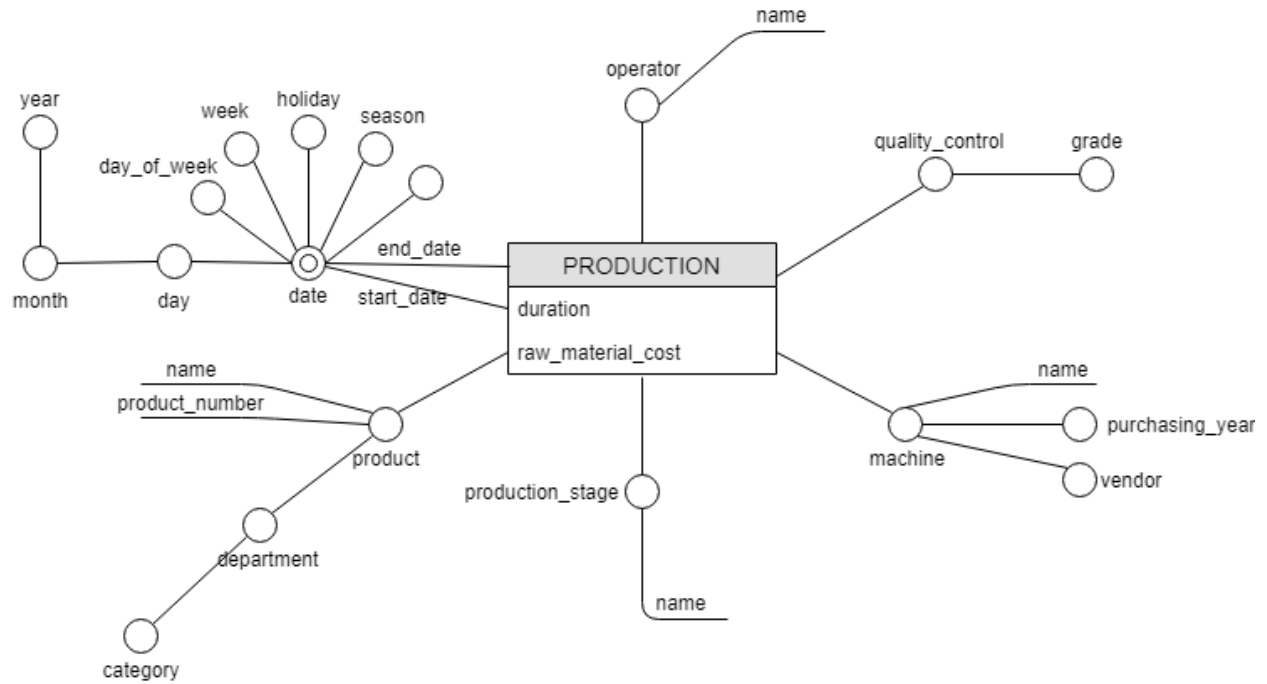 name
operator
year
week
holiday
season
day_of_week
quality_control
grade
end_date
PRODUCTION
month
day
date
start_date
duration
raw_material_cost
name
product_number
product
name
purchasing_year
machine
vendor
production_stage
department
name
category